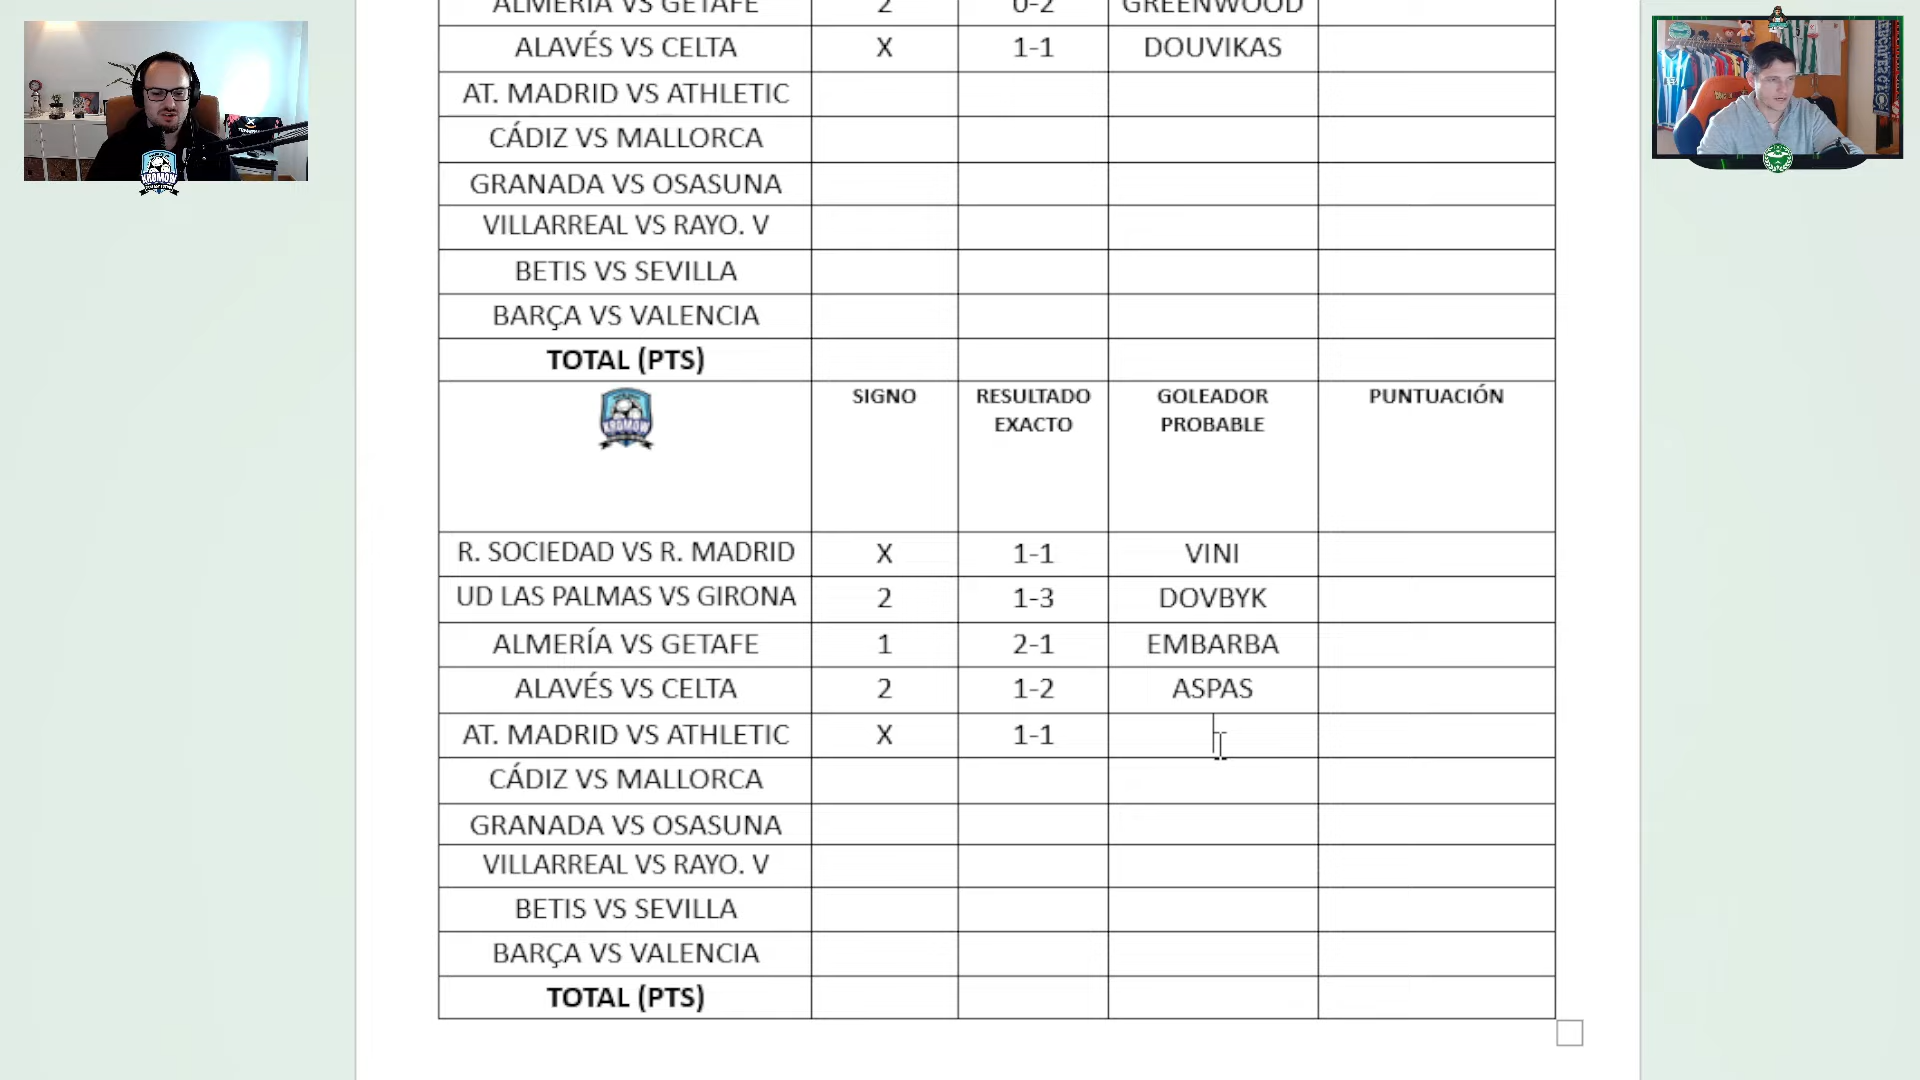 ALMERÍA VS GETAFE 2 0-2 GREENWOOD
ALAVÉS VS CELTA X 1-1 DOUVIKAS
AT. MADRID VS ATHLETIC
CÁDIZ VS MALLORCA
GRANADA VS OSASUNA
VILLARREAL VS RAYO. V
BETIS VS SEVILLA
BARÇA VS VALENCIA
TOTAL (PTS)
KROMOW
SIGNO RESULTADO EXACTO GOLEADOR PROBABLE PUNTUACIÓN
R. SOCIEDAD VS R. MADRID X 1-1 VINI
UD LAS PALMAS VS GIRONA 2 1-3 DOVBYK
ALMERÍA VS GETAFE 1 2-1 EMBARBA
ALAVÉS VS CELTA 2 1-2 ASPAS
AT. MADRID VS ATHLETIC X 1-1
CÁDIZ VS MALLORCA
GRANADA VS OSASUNA
VILLARREAL VS RAYO. V
BETIS VS SEVILLA
BARÇA VS VALENCIA
TOTAL (PTS)
KROMOW